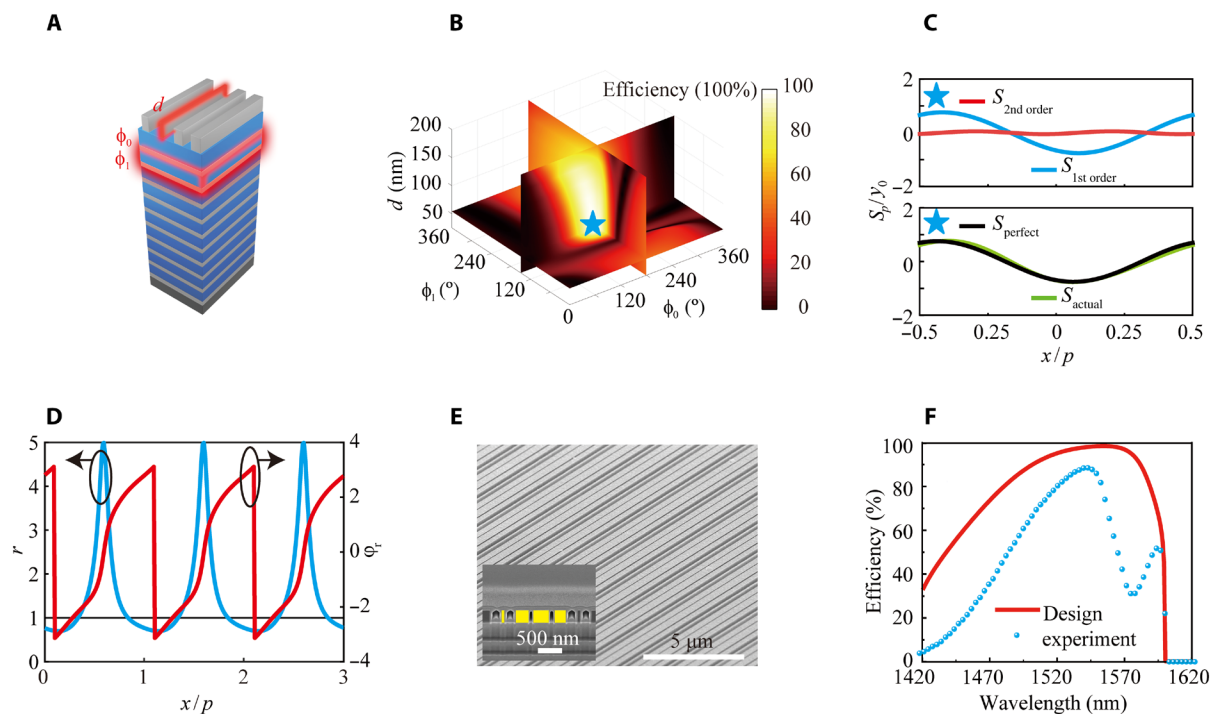 A
d
ϕ0
ϕ1
B
Efficiency (100%)
100
80
60
40
20
0
200
150
100
50
d (nm)
360
240
120
0
ϕ1 (°)
120
240
360
ϕ0 (°)
C
2
0
−2
S2nd order
S1st order
Sp/y0
2
0
−2
Sperfect
Sactual
−0.5 0.25 0 0.25 0.5
x/p
D
5
4
3
2
1
0
r
4
2
0
−2
−4
φr
0 1 2 3
x/p
E
500 nm
5 μm
F
100
80
60
40
20
0
Efficiency (%)
Design
experiment
1420 1470 1520 1570 1620
Wavelength (nm)